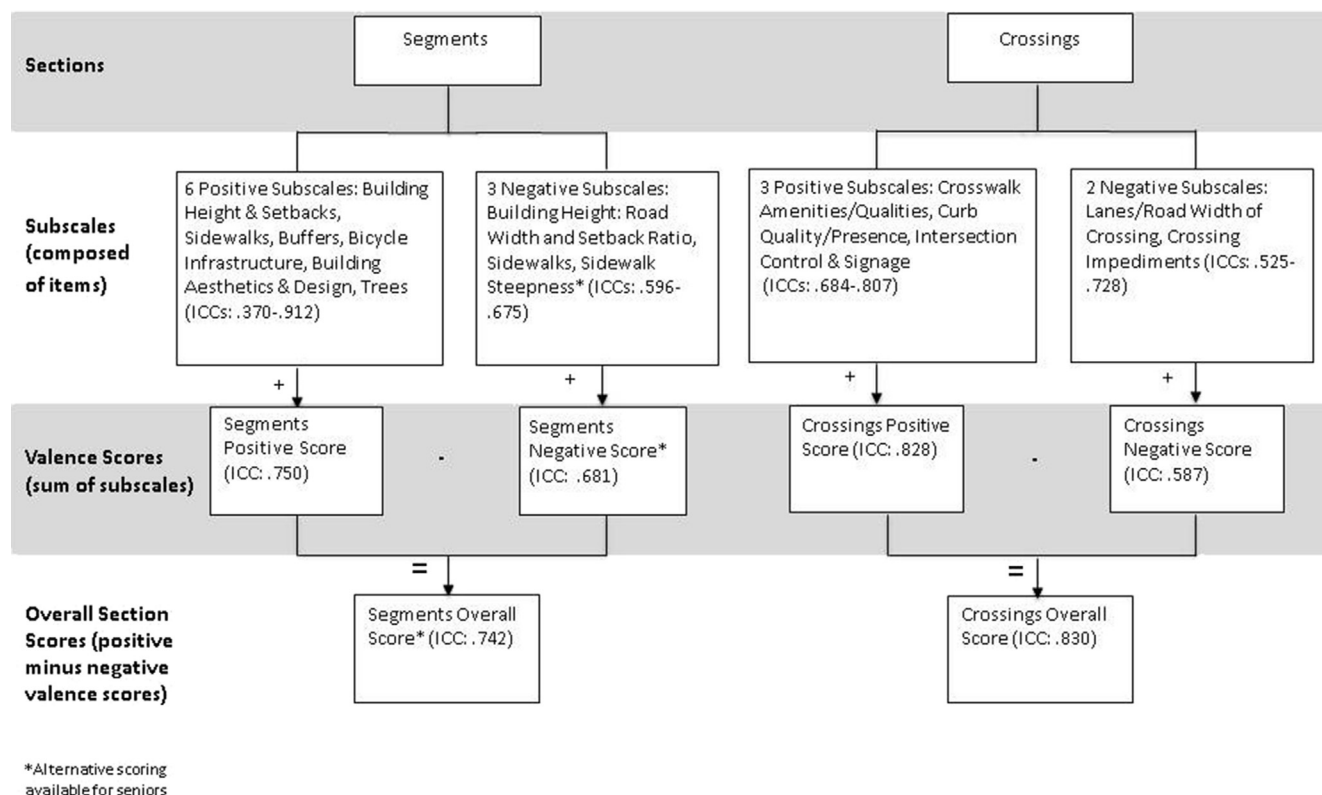 Sections
Segments
Crossings
Subscales
(composed
of items)
6 Positive Subscales: Building
Height & Setbacks,
Sidewalks, Buffers, Bicycle
Infrastructure, Building
Aesthetics & Design, Trees
(ICCs: .370-.912)
3 Negative Subscales:
Building Height: Road
Width and Setback Ratio,
Sidewalks, Sidewalk
Steepness* (ICCs: .596-
.675)
3 Positive Subscales: Crosswalk
Amenities/Qualities, Curb
Quality/Presence, Intersection
Control & Signage
(ICCs: .684-.807)
2 Negative Subscales:
Lanes/Road Width of
Crossing, Crossing
Impediments (ICCs: .525-
.728)
+
+
+
+
Valence Scores
(sum of subscales)
Segments
Positive Score
(ICC: .750)
-
Segments
Negative Score*
(ICC: .681)
Crossings Positive
Score (ICC: .828)
-
Crossings
Negative Score
(ICC: .587)
=
=
Overall Section
Scores (positive
minus negative
valence scores)
Segments Overall
Score* (ICC: .742)
Crossings Overall
Score (ICC: .830)
*Alternative scoring
available for seniors